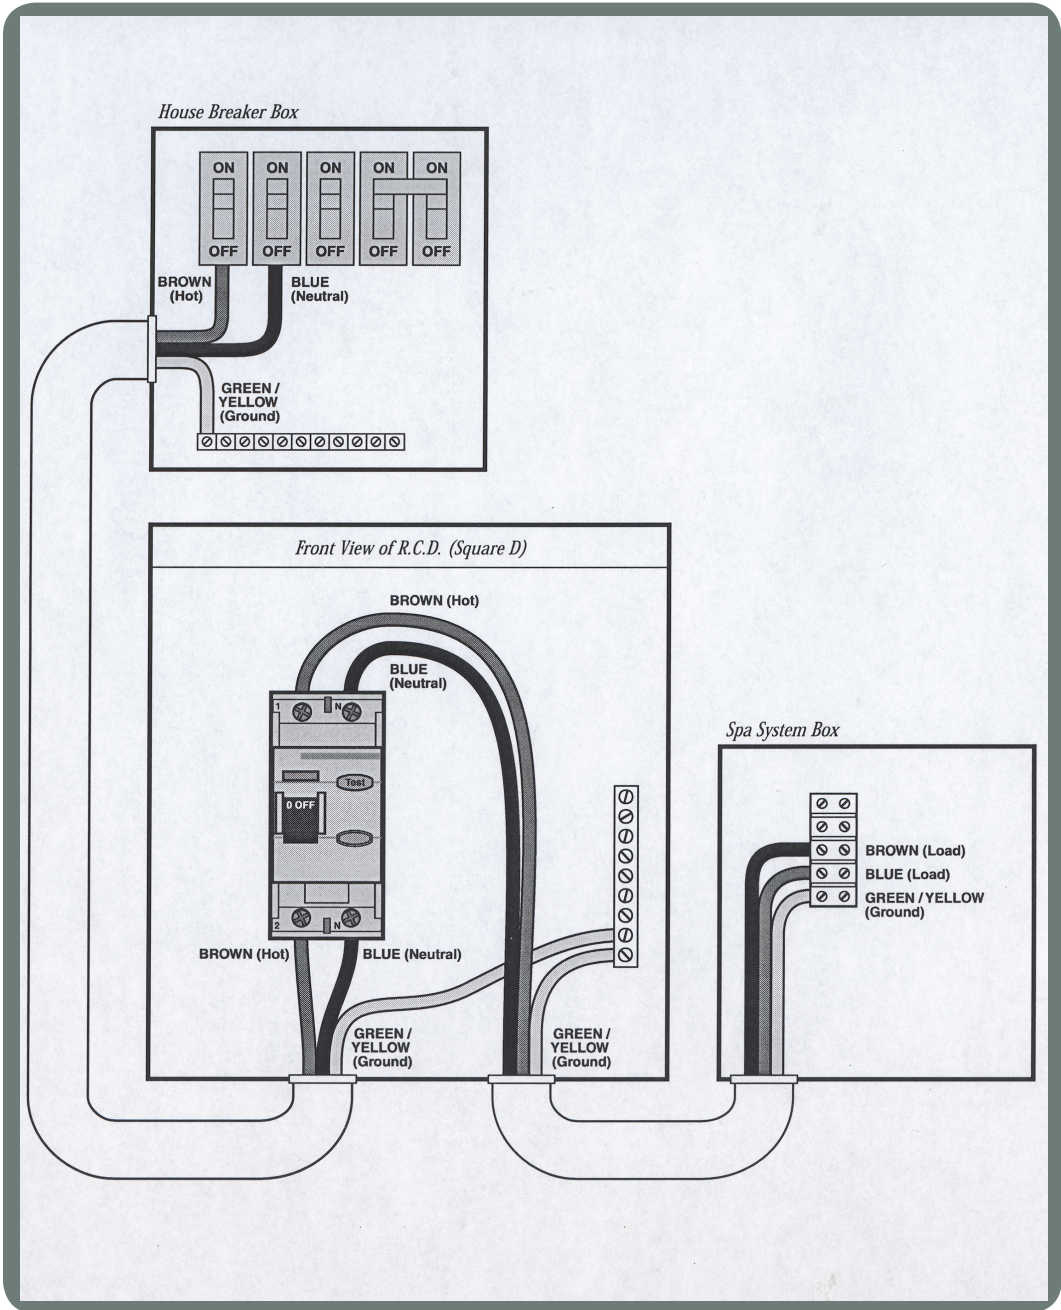 House Breaker Box
ON ON ON ON ON
OFF OFF OFF OFF OFF
BROWN
(Hot)
BLUE
(Neutral)
GREEN /
YELLOW
(Ground)
Front View of R.C.D. (Square D)
BROWN (Hot)
BLUE
(Neutral)
1 N
Test
0 OFF
2 N
BROWN (Hot)
BLUE (Neutral)
GREEN /
YELLOW
(Ground)
GREEN /
YELLOW
(Ground)
Spa System Box
BROWN (Load)
BLUE (Load)
GREEN / YELLOW
(Ground)